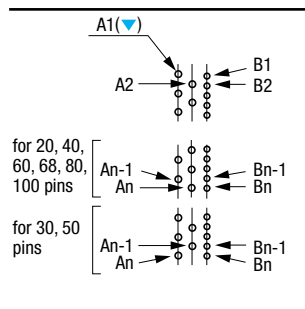 A1(▼)
B1
A2
B2
for 20, 40,
60, 68, 80,
100 pins
An-1
Bn-1
An
Bn
for 30, 50
pins
An-1
Bn-1
An
Bn